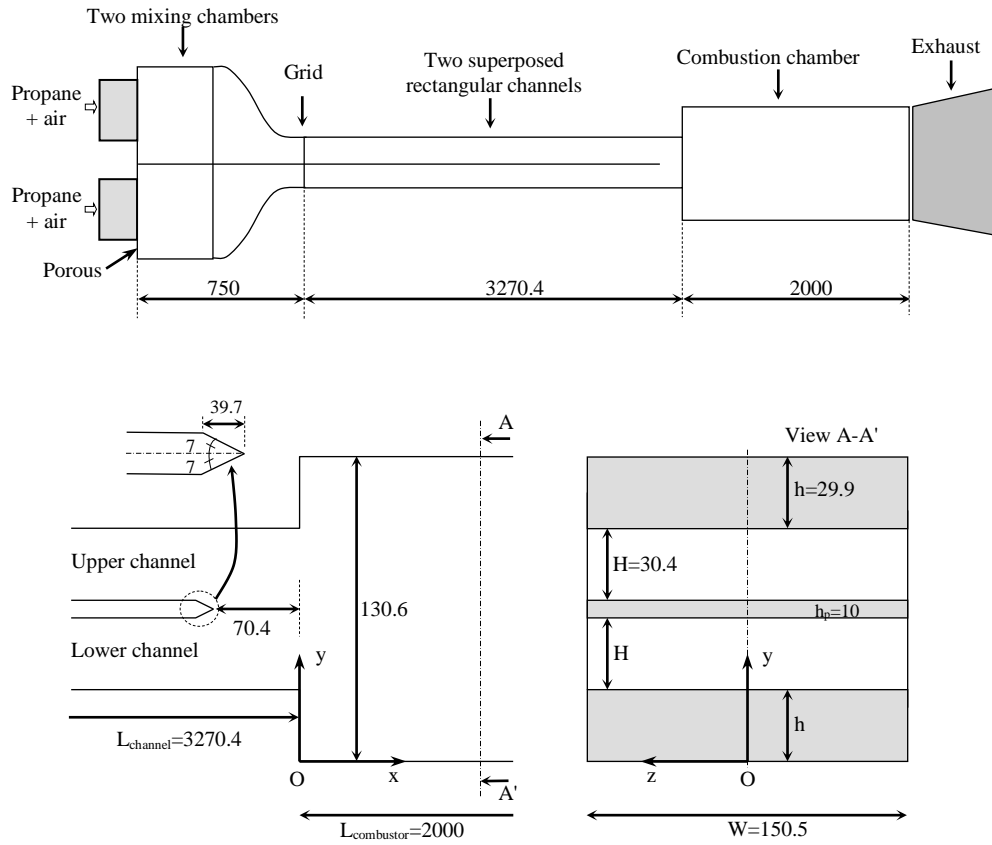 Two mixing chambers
Grid
Two superposed
rectangular channels
Combustion chamber
Exhaust
Propane
+ air
Propane
+ air
Porous
750
3270.4
2000
39.7
7
7
Upper channel
70.4
Lower channel
L_channel=3270.4
130.6
y
O
x
A
A'
L_combustor=2000
View A-A'
h=29.9
H=30.4
h_p=10
H
y
h
z
O
W=150.5